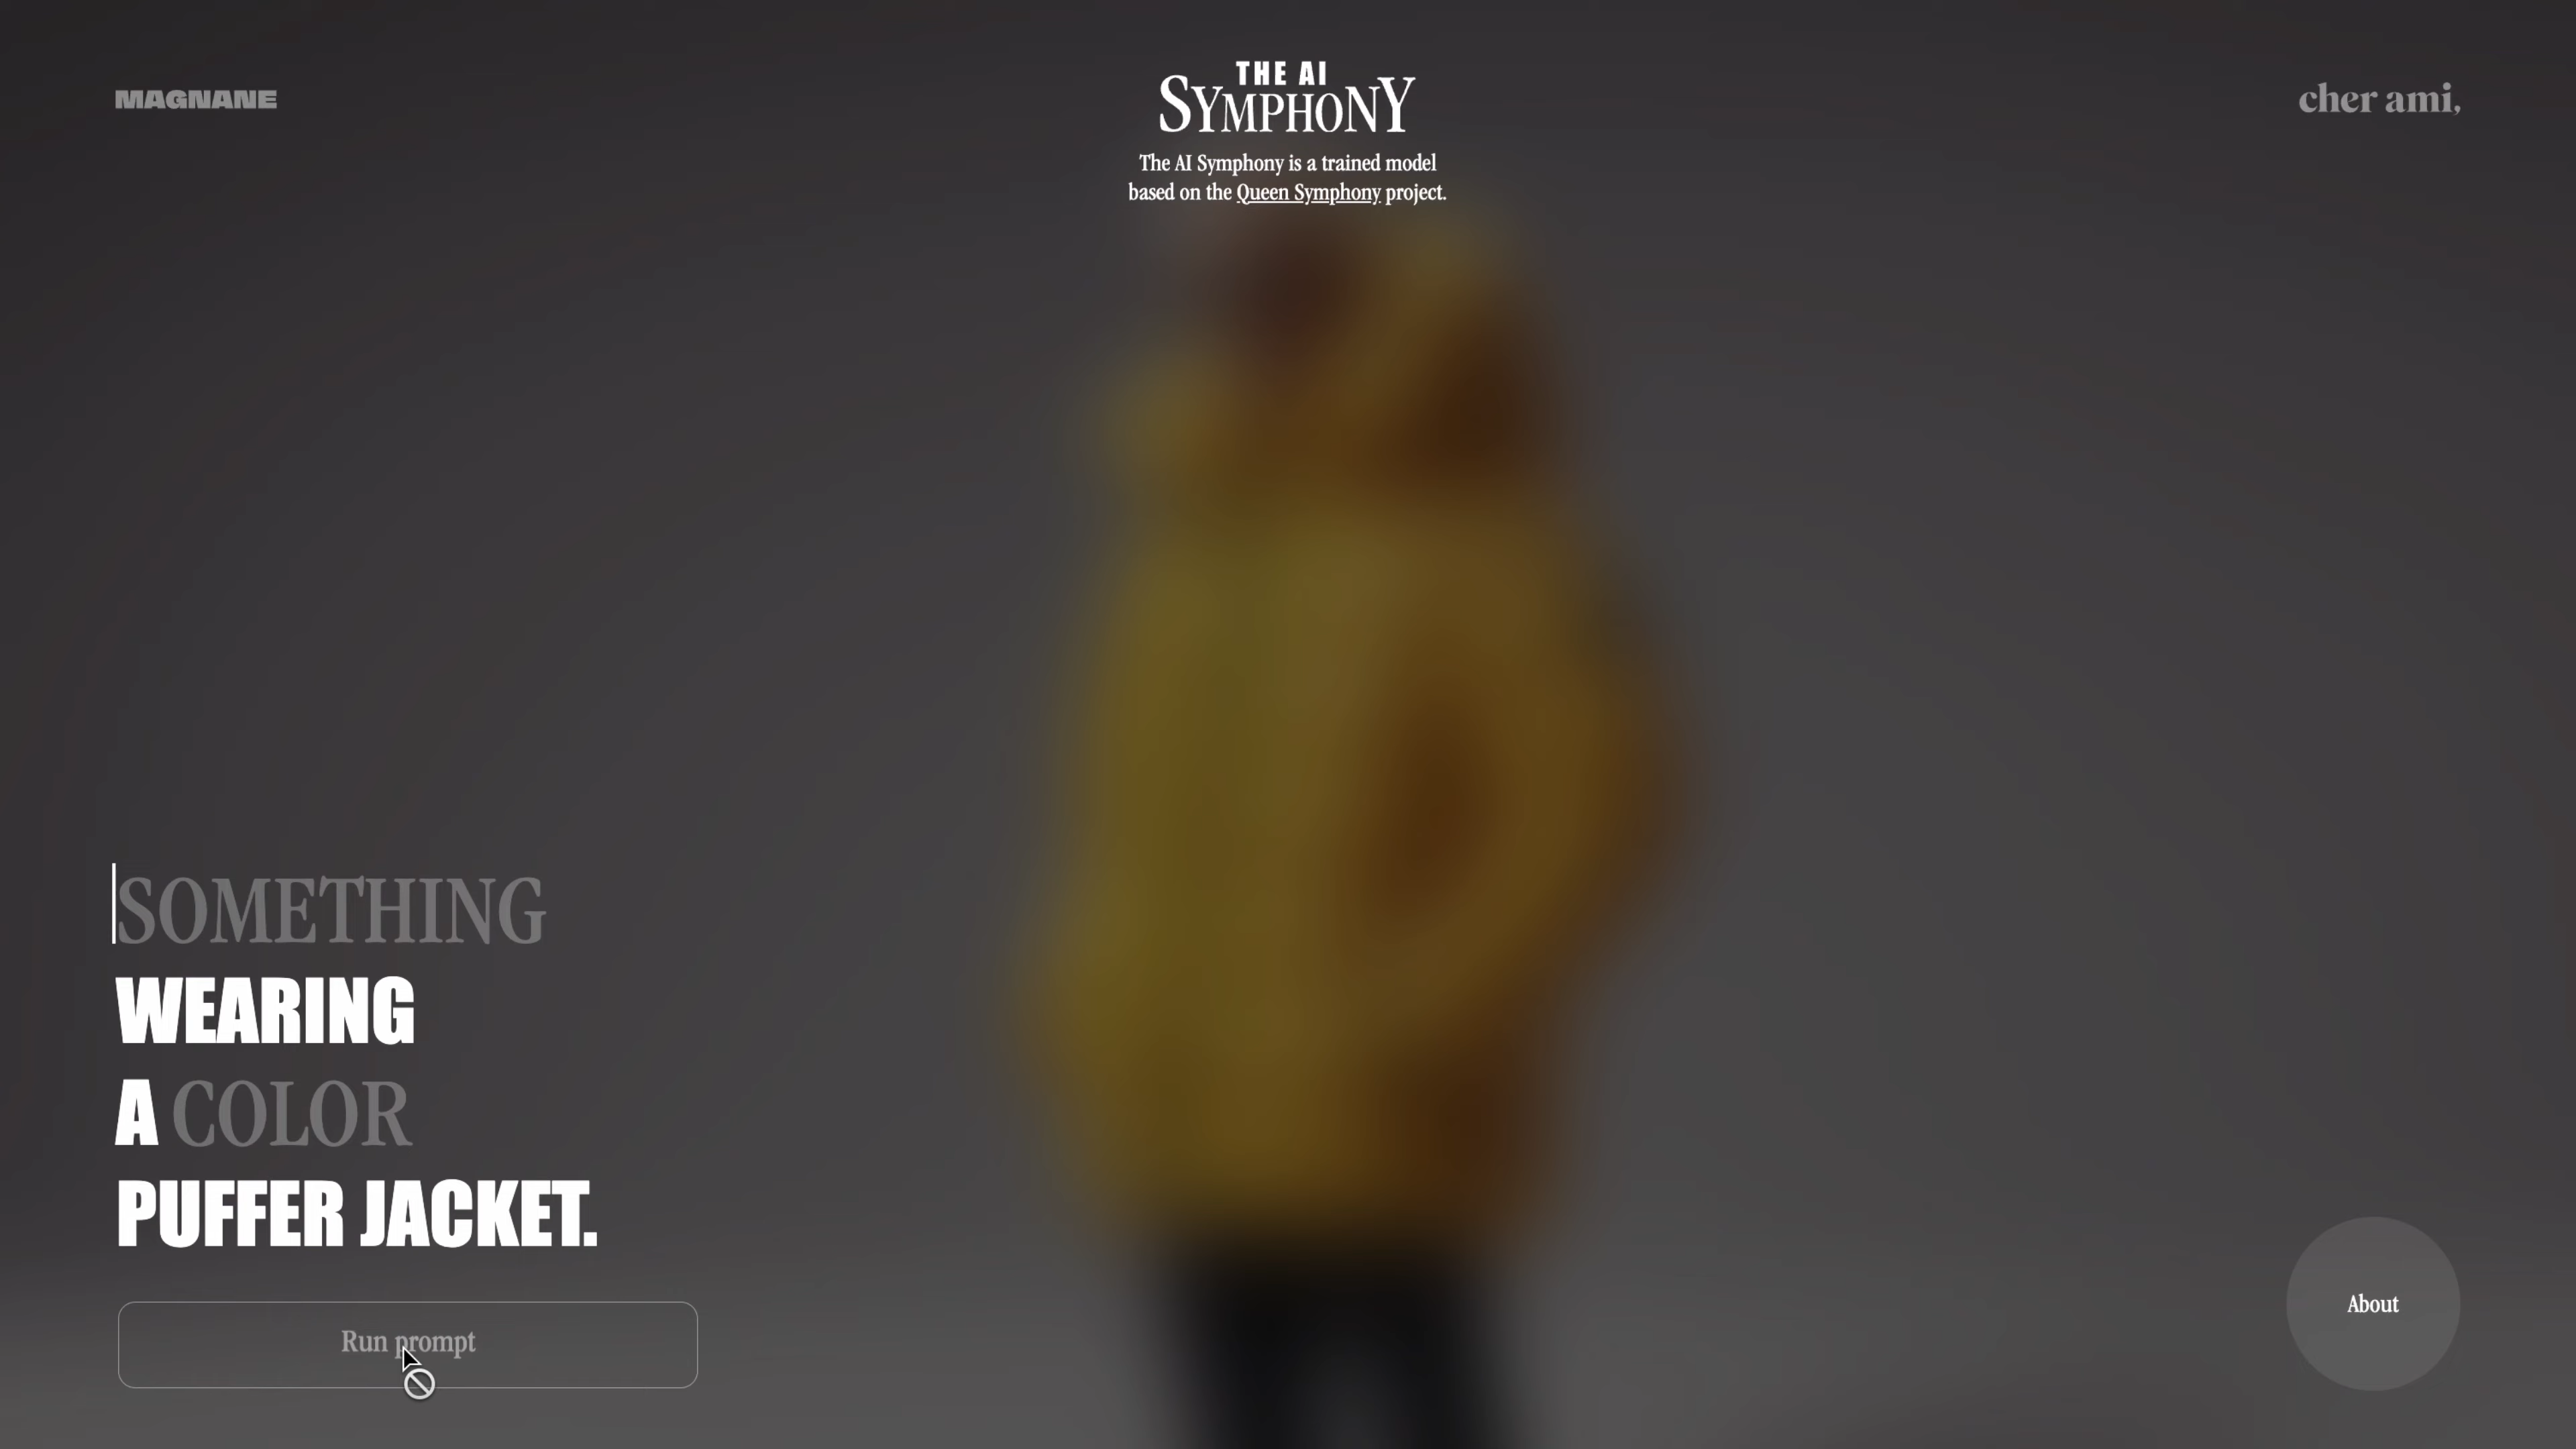 MAGNANE
THE AI
SYMPHONY
The AI Symphony is a trained model
based on the Queen Symphony project.
cher ami,
SOMETHING
WEARING
A COLOR
PUFFER JACKET.
Run prompt
About